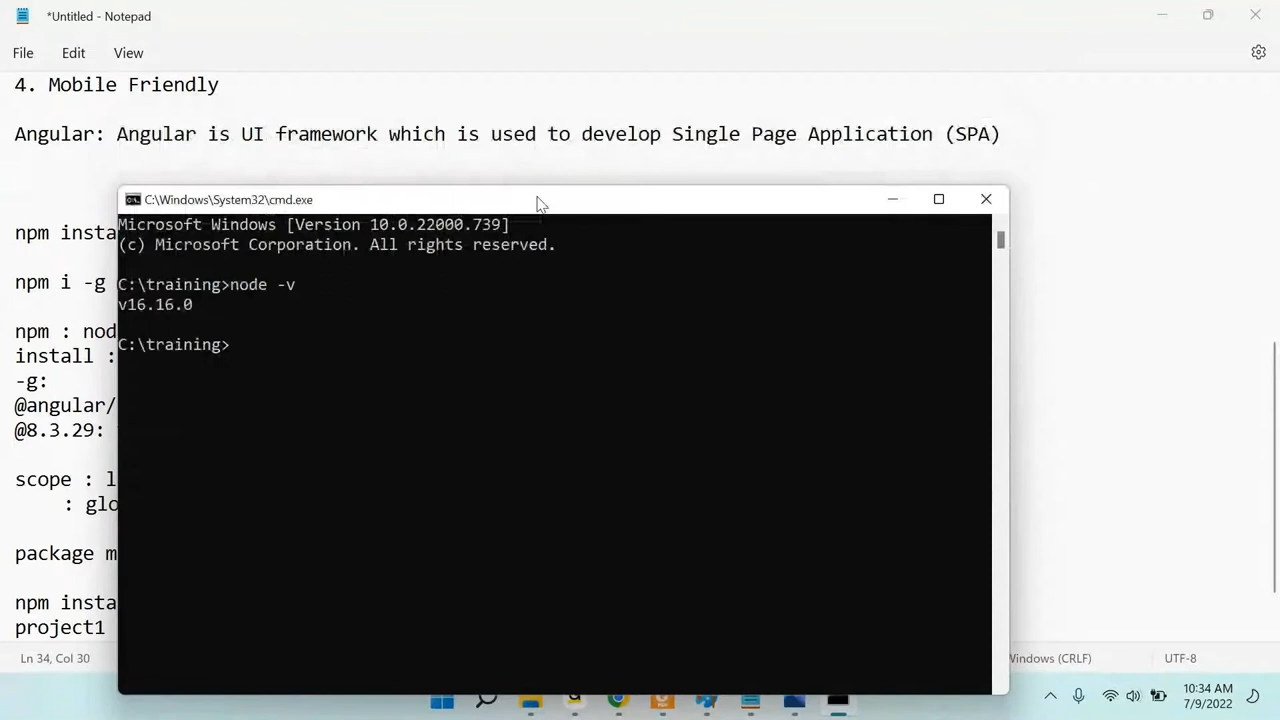 *Untitled - Notepad
File Edit View
4. Mobile Friendly
Angular: Angular is UI framework which is used to develop Single Page Application (SPA)
C:\Windows\System32\cmd.exe
Microsoft Windows [Version 10.0.22000.739]
(c) Microsoft Corporation. All rights reserved.
C:\training>node -v
v16.16.0
C:\training>
npm insta
npm i -g
npm : nod
install :
-g:
@angular/
@8.3.29:
scope : l
: glo
package m
npm insta
project1
Ln 34, Col 30
Windows (CRLF)
UTF-8
10:34 AM
7/9/2022